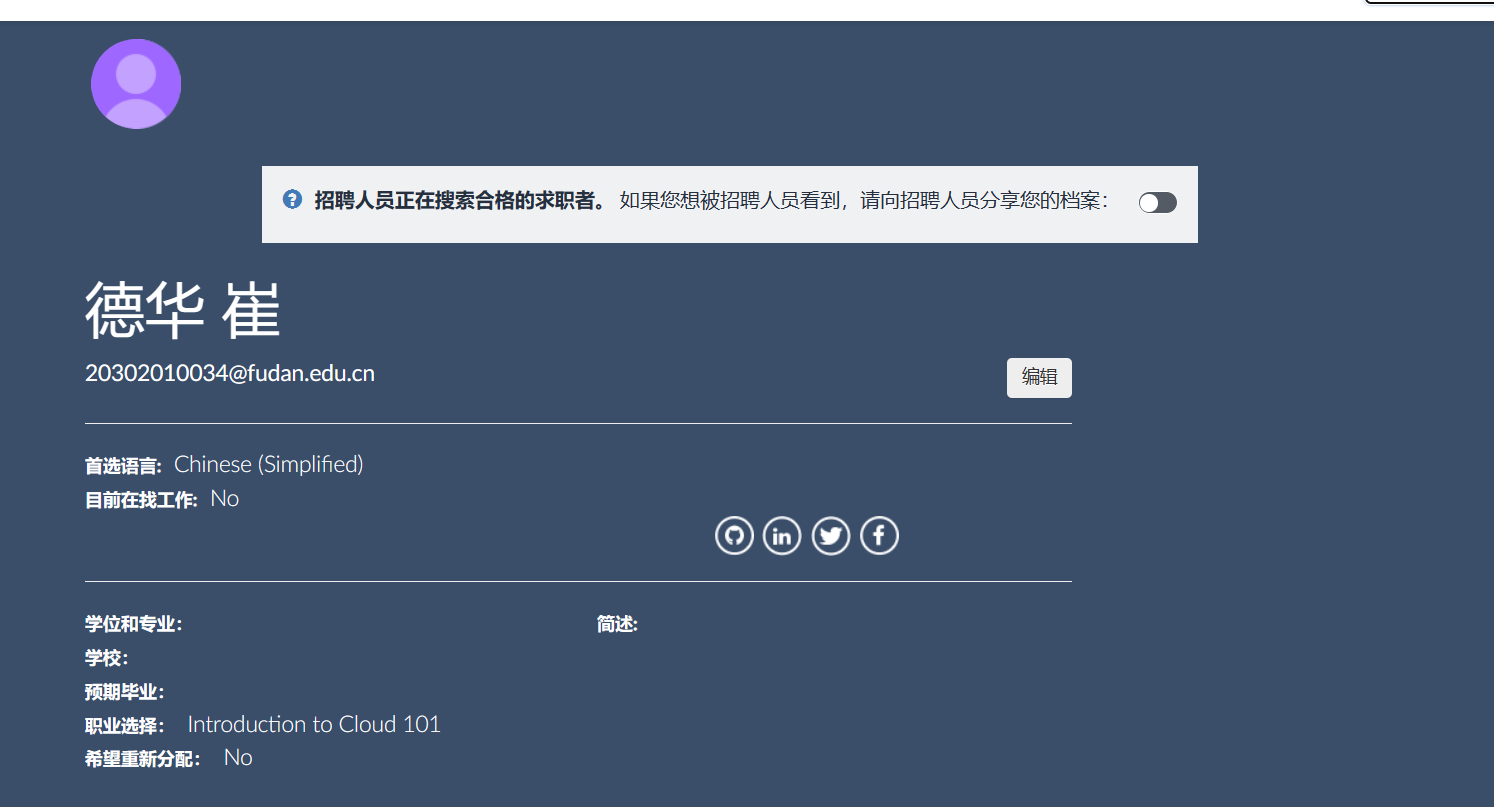 招聘人员正在搜索合格的求职者。 如果您想被招聘人员看到，请向招聘人员分享您的档案：
德华 崔
20302010034@fudan.edu.cn
编辑
首选语言: Chinese (Simplified)
目前在找工作: No
学位和专业：
简述:
学校：
预期毕业：
职业选择： Introduction to Cloud 101
希望重新分配： No